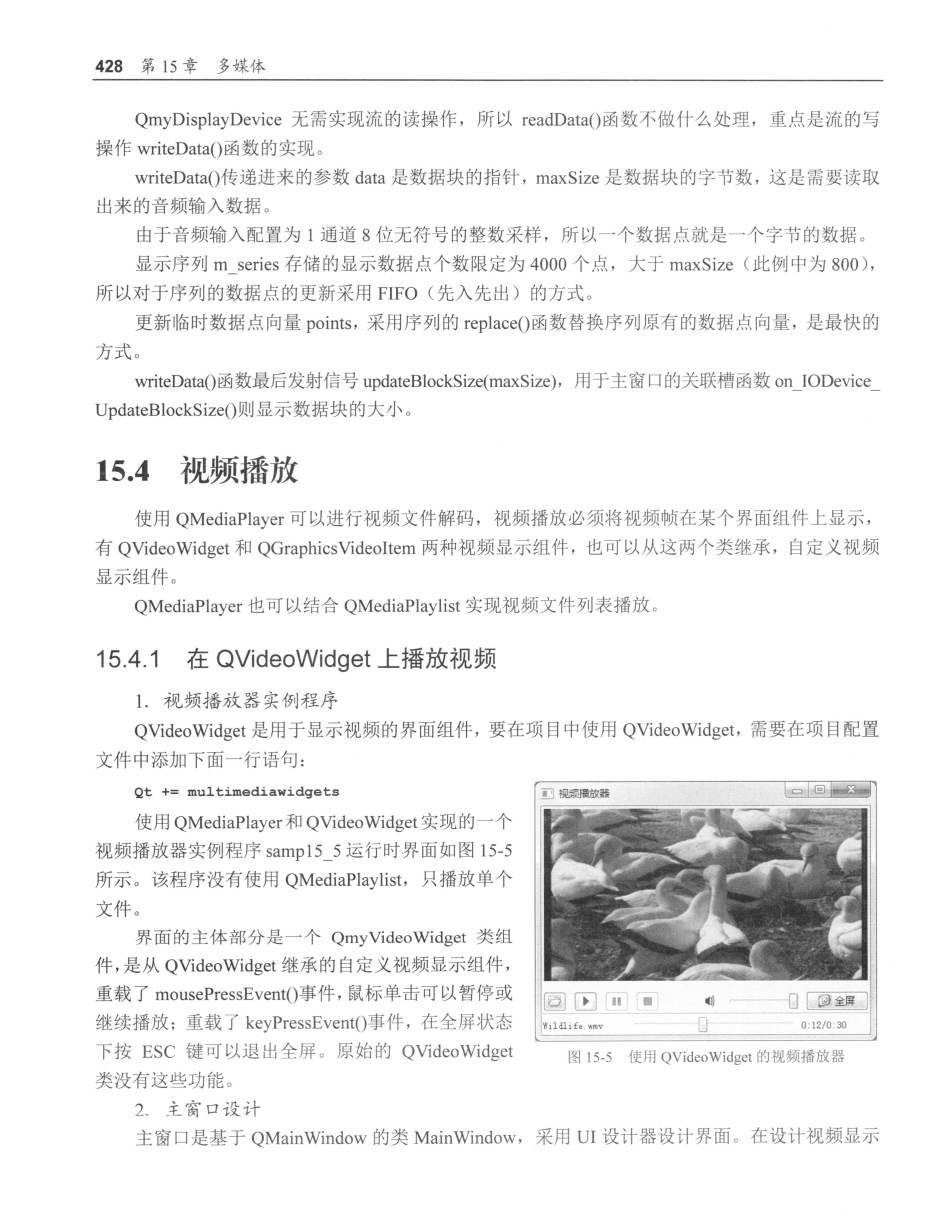 428 第 15 章 多媒体
QmyDisplayDevice 无需实现流的读操作，所以 readData()函数不做什么处理，重点是流的写
操作 writeData()函数的实现。
writeData()传递进来的参数 data 是数据块的指针，maxSize 是数据块的字节数，这是需要读取
出来的音频输入数据。
由于音频输入配置为 1 通道 8 位无符号的整数采样，所以一个数据点就是一个字节的数据。
显示序列 m_series 存储的显示数据点个数限定为 4000 个点，大于 maxSize（此例中为 800），
所以对于序列的数据点的更新采用 FIFO（先入先出）的方式。
更新临时数据点向量 points，采用序列的 replace()函数替换序列原有的数据点向量，是最快的
方式。
writeData()函数最后发射信号 updateBlockSize(maxSize)，用于主窗口的关联槽函数 on_IODevice_
UpdateBlockSize()则显示数据块的大小。
15.4 视频播放
使用 QMediaPlayer 可以进行视频文件解码，视频播放必须将视频帧在某个界面组件上显示，
有 QVideoWidget 和 QGraphicsVideoItem 两种视频显示组件，也可以从这两个类继承，自定义视频
显示组件。
QMediaPlayer 也可以结合 QMediaPlaylist 实现视频文件列表播放。
15.4.1 在 QVideoWidget 上播放视频
1. 视频播放器实例程序
QVideoWidget 是用于显示视频的界面组件，要在项目中使用 QVideoWidget，需要在项目配置
文件中添加下面一行语句：
Qt += multimediawidgets
使用 QMediaPlayer 和 QVideoWidget 实现的一个
视频播放器实例程序 samp15_5 运行时界面如图 15-5
所示。该程序没有使用 QMediaPlaylist，只播放单个
文件。
界面的主体部分是一个 QmyVideoWidget 类组
件，是从 QVideoWidget 继承的自定义视频显示组件，
重载了 mousePressEvent()事件，鼠标单击可以暂停或
继续播放；重载了 keyPressEvent()事件，在全屏状态
下按 ESC 键可以退出全屏。原始的 QVideoWidget
类没有这些功能。
视频播放器
全屏
Wildlife.wmv 0:12/0:30
图 15-5 使用 QVideoWidget 的视频播放器
2. 主窗口设计
主窗口是基于 QMainWindow 的类 MainWindow，采用 UI 设计器设计界面。在设计视频显示